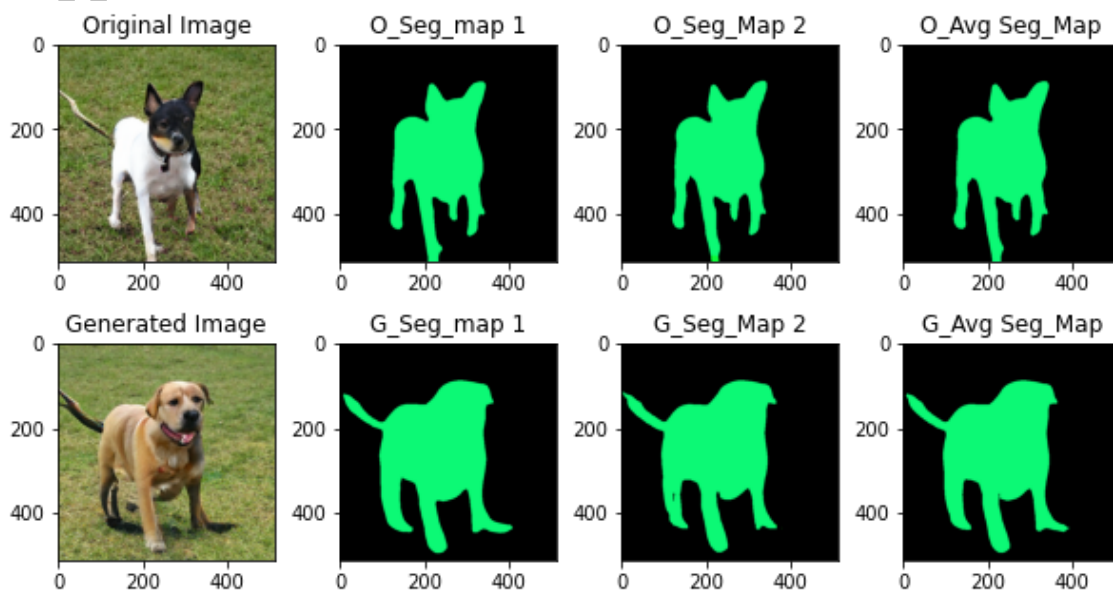 Original Image O_Seg_map 1 O_Seg_Map 2 O_Avg Seg_Map
0 0 0 0
200 200 200 200
400 400 400 400
0 200 400 0 200 400 0 200 400 0 200 400
Generated Image G_Seg_map 1 G_Seg_Map 2 G_Avg Seg_Map
0 0 0 0
200 200 200 200
400 400 400 400
0 200 400 0 200 400 0 200 400 0 200 400